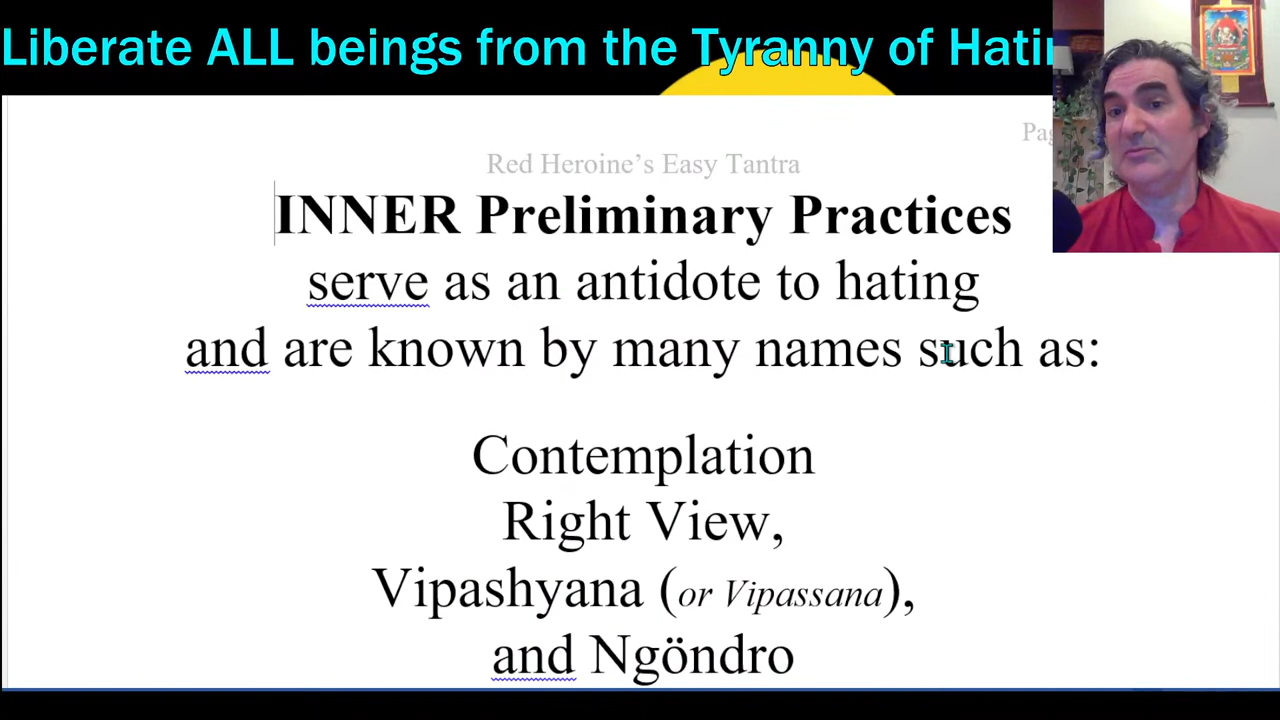 Liberate ALL beings from the Tyranny of
Red Heroine's Easy Tantra
INNER Preliminary Practices
serve as an antidote to hating
and are known by many names such as:
Contemplation
Right View,
Vipashyana (or Vipassana),
and Ngöndro